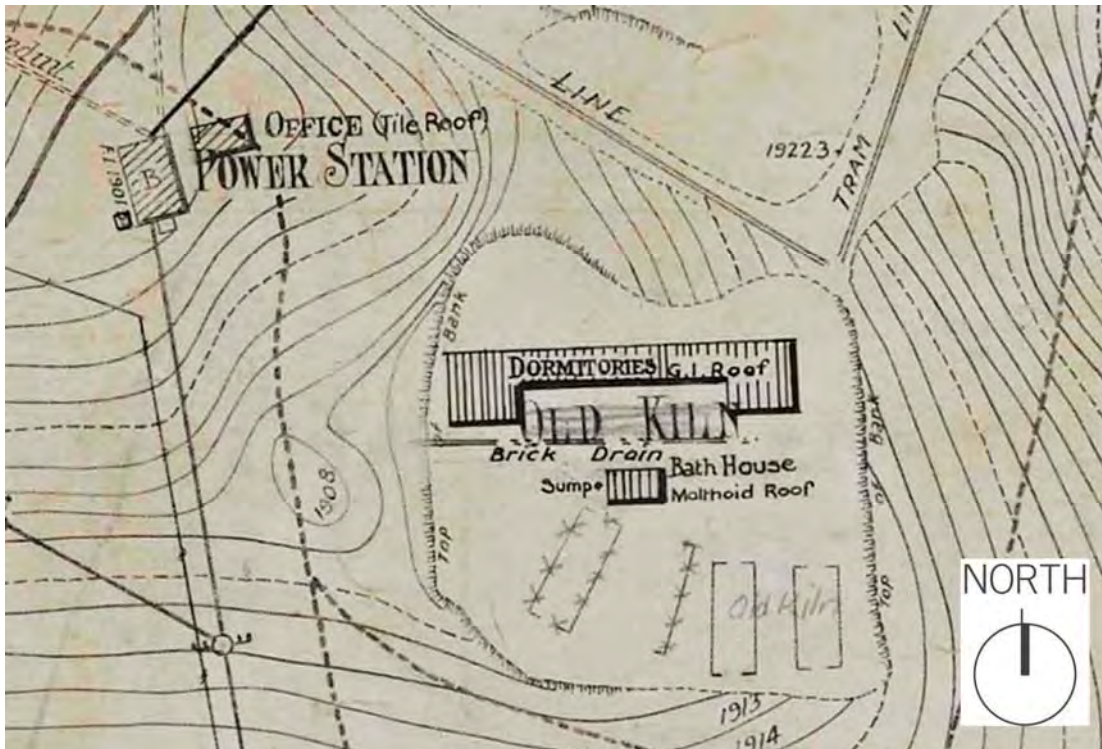 LINE
TRAM
19223
OFFICE (Tile Roof)
POWER STATION
B
Bank
DORMITORIES G.I. Roof
OLD KILN
Brick Drain
Bath House
Sump
Malthoid Roof
1908
Top of Bank
Top
Old Kiln
NORTH
1913
1914